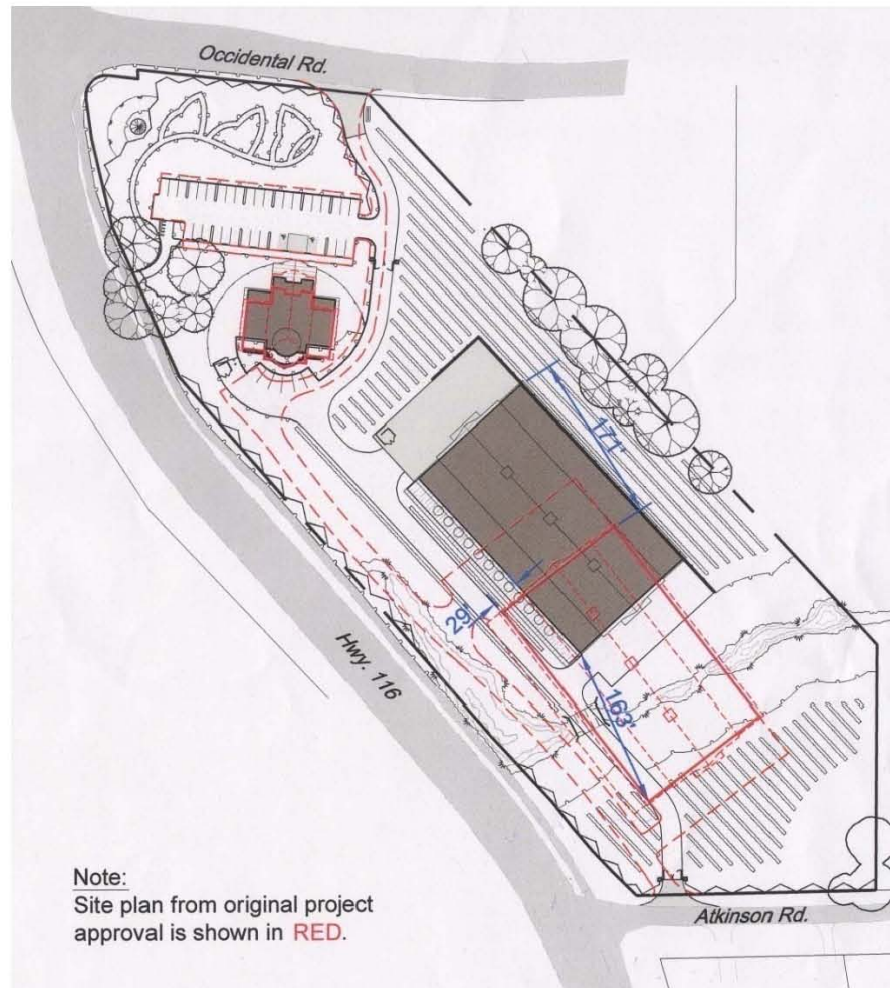 Occidental Rd.
171'
29'
Hwy. 116
163'
Note:
Site plan from original project
approval is shown in RED.
Atkinson Rd.